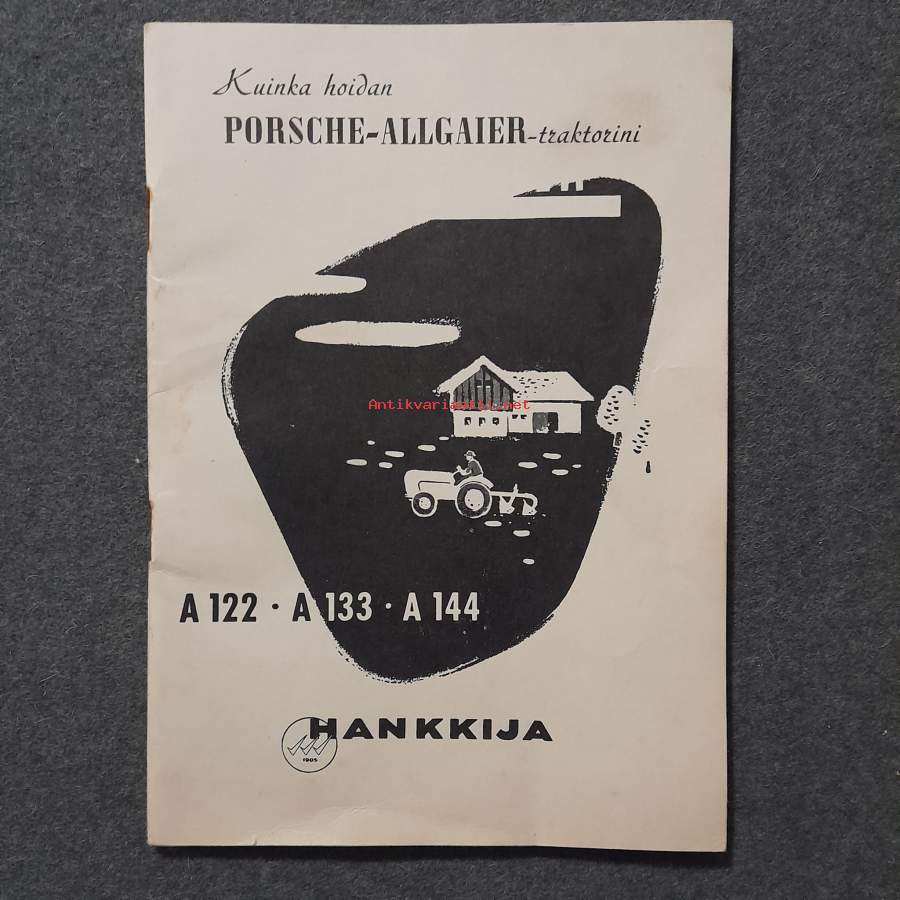 Kuinka hoidan
PORSCHE-ALLGAIER-traktorini
Antikvariaatti.net
A 122 · A 133 · A 144
HANKKIJA
1905